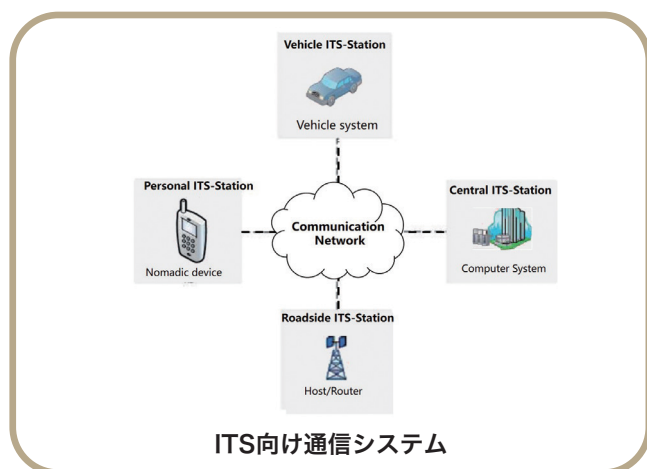 Vehicle ITS-Station
Vehicle system
Personal ITS-Station
Nomadic device
Communication
Network
Central ITS-Station
Computer System
Roadside ITS-Station
Host/Router
ITS向け通信システム